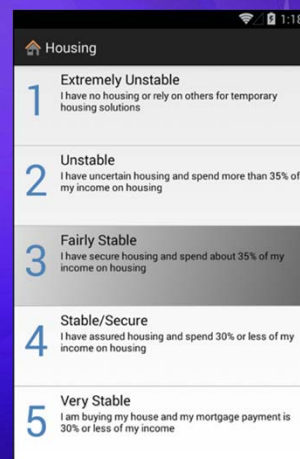 1:18
Housing
1
Extremely Unstable
I have no housing or rely on others for temporary
housing solutions
2
Unstable
I have uncertain housing and spend more than 35% of
my income on housing
3
Fairly Stable
I have secure housing and spend about 35% of my
income on housing
4
Stable/Secure
I have assured housing and spend 30% or less of my
income on housing
5
Very Stable
I am buying my house and my mortgage payment is
30% or less of my income